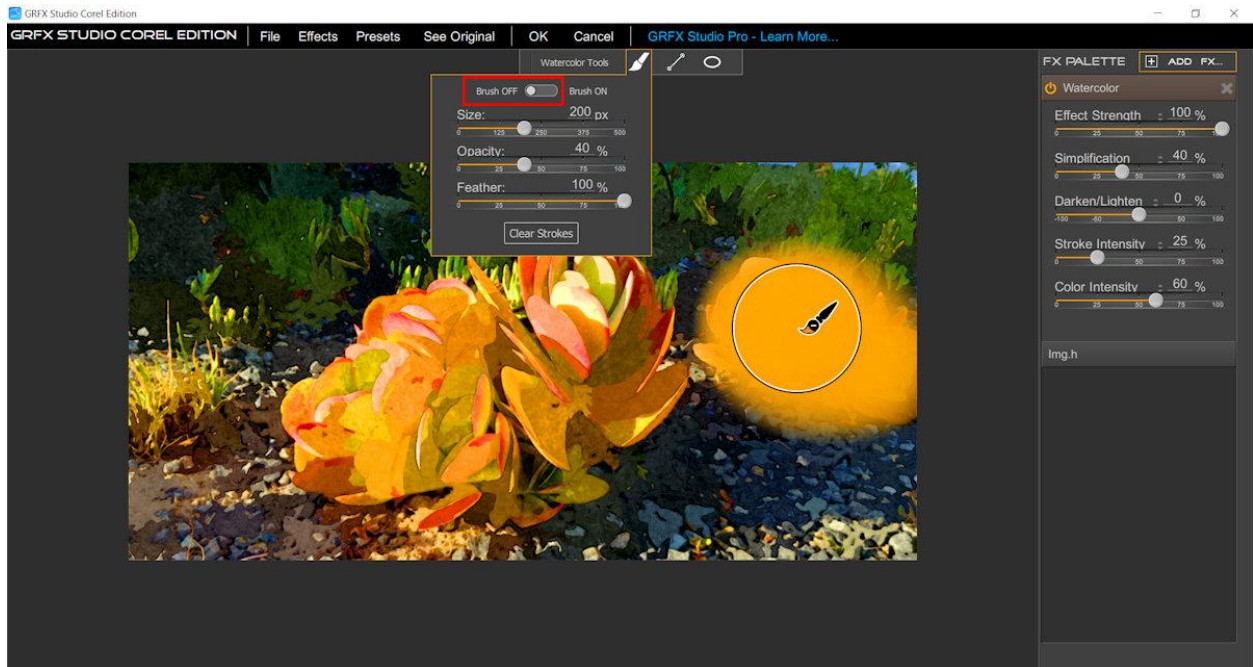 GRFX Studio Corel Edition
GRFX STUDIO COREL EDITION File Effects Presets See Original OK Cancel GRFX Studio Pro - Learn More...
Watercolor Tools
Brush OFF Brush ON
Size: 200 px
0 125 250 375 500
Opacity: 40 %
0 25 50 75 100
Feather: 100 %
0 25 50 75
Clear Strokes
FX PALETTE ADD FX...
Watercolor
Effect Strength 100 %
0 25 50 75
Simplification 40 %
0 25 50 75 100
Darken/Lighten 0 %
-100 -50 50 100
Stroke Intensity 25 %
0 50 75 100
Color Intensity 60 %
0 25 50 75 100
Img.h